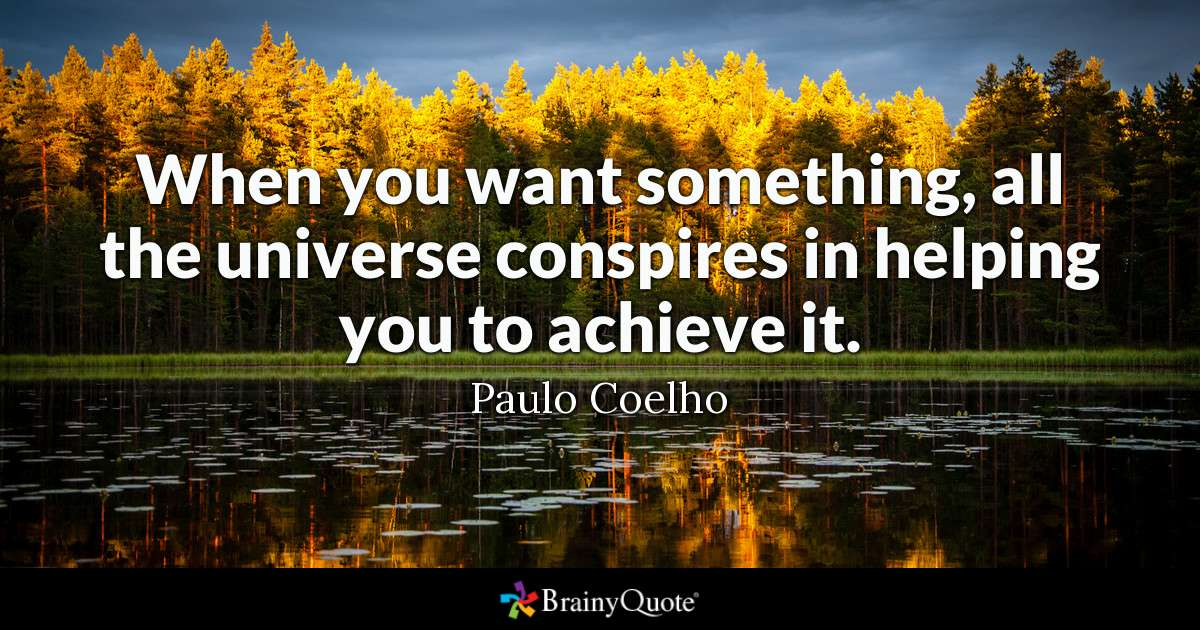 When you want something, all
the universe conspires in helping
you to achieve it.
Paulo Coelho
BrainyQuote®